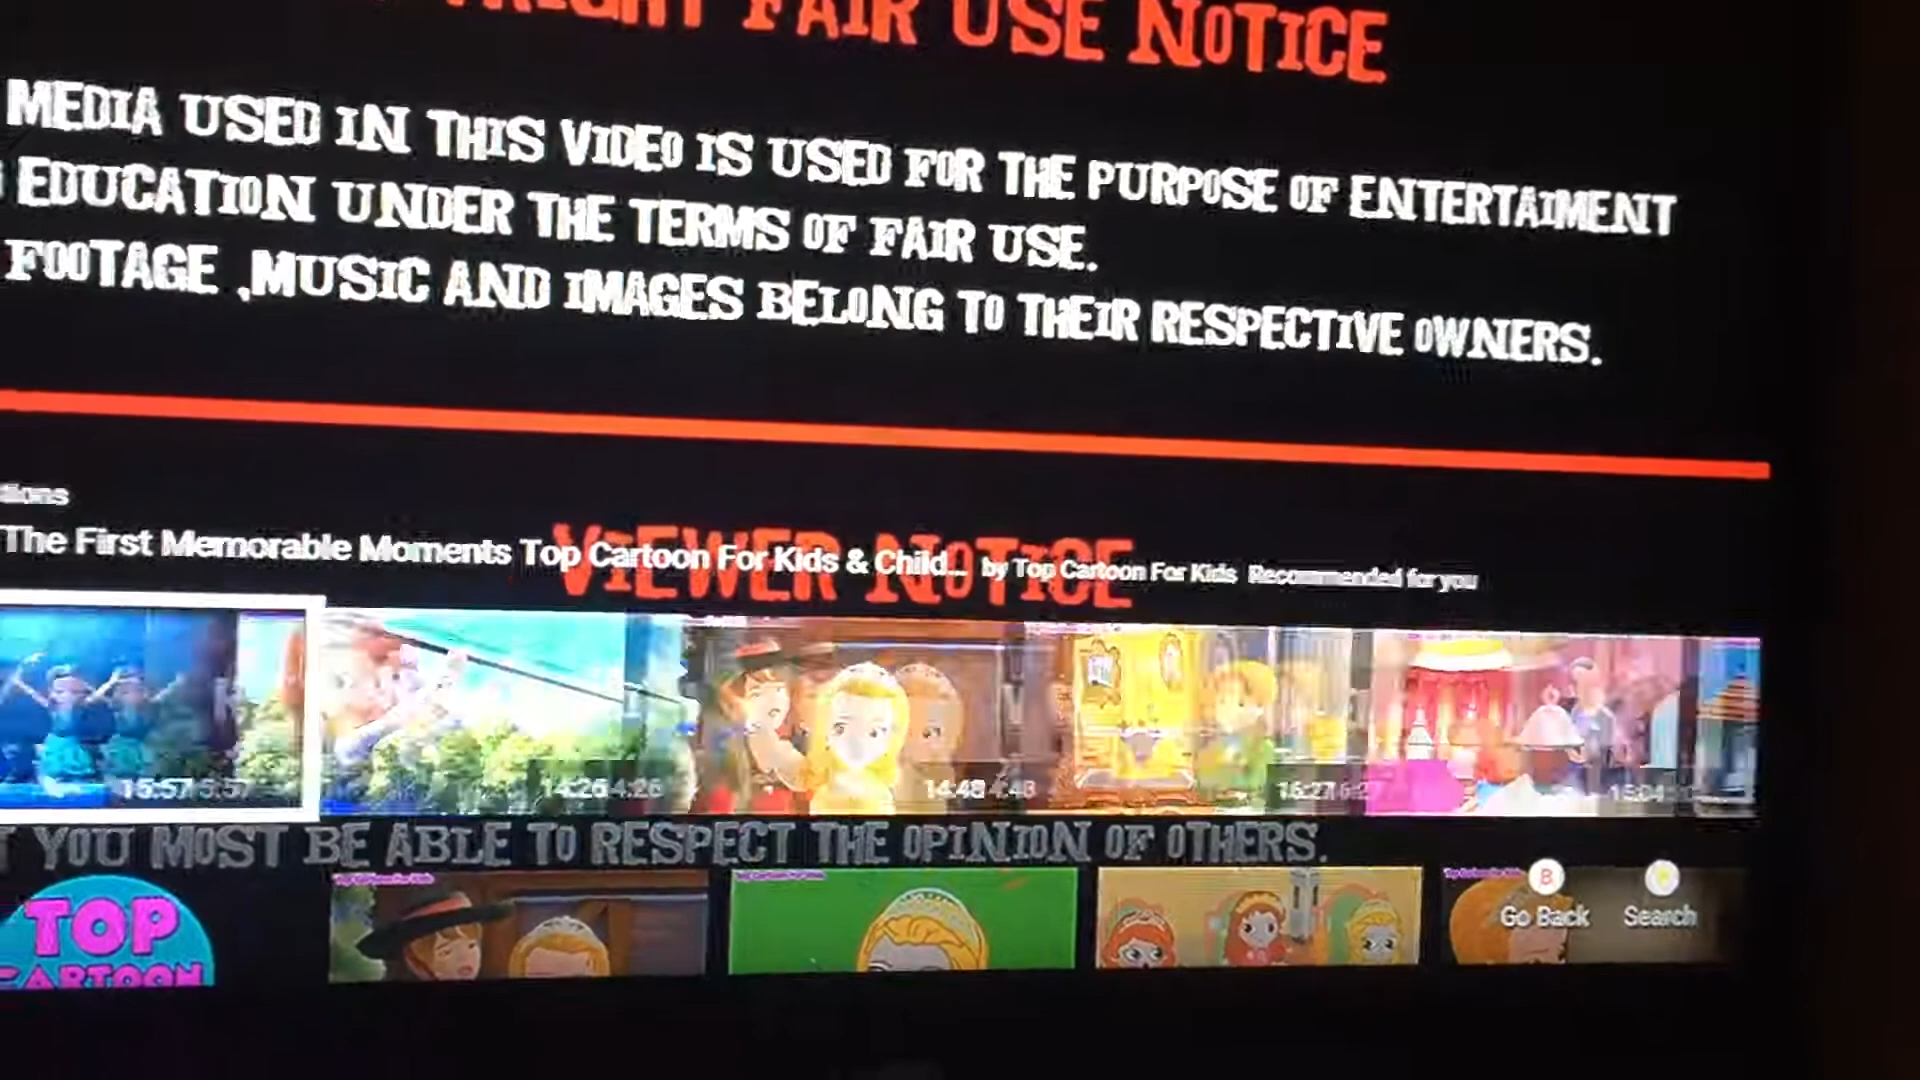 FAIR USE NOTICE
MEDIA USED IN THIS VIDEO IS USED FOR THE PURPOSE OF ENTERTAIMENT
EDUCATION UNDER THE TERMS OF FAIR USE.
FOOTAGE ,MUSIC AND IMAGES BELONG TO THEIR RESPECTIVE OWNERS.
VIEWER NOTICE
The First Memorable Moments Top Cartoon For Kids & Child... by Top Cartoon For Kids Recommended for you
15:57 14:26 14:48 16:27 15:04
YOU MOST BE ABLE TO RESPECT THE OPINION OF OTHERS.
TOP
CARTOON
B
Go Back Search